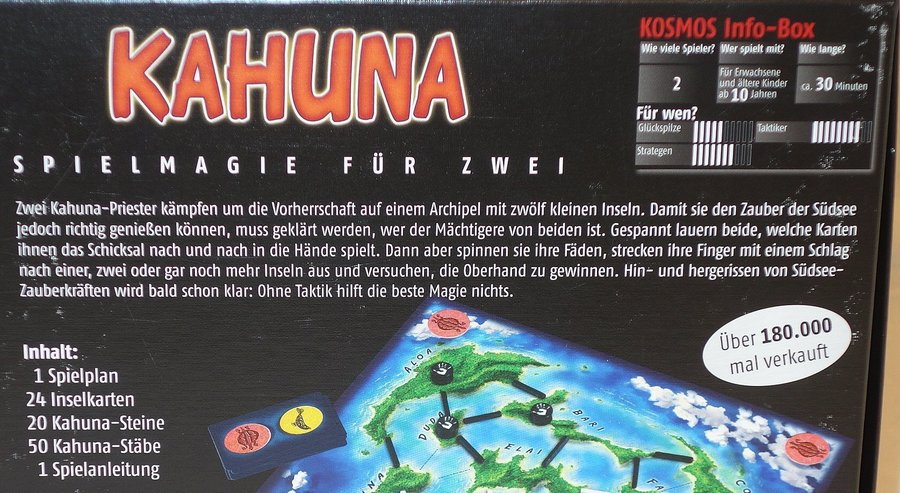 KAHUNA
SPIELMAGIE FÜR ZWEI
KOSMOS Info-Box
Wie viele Spieler?
2
Wer spielt mit?
Für Erwachsene
und ältere Kinder
ab 10 Jahren
Wie lange?
ca. 30 Minuten
Für wen?
Glückspilze
Taktiker
Strategen
Zwei Kahuna-Priester kämpfen um die Vorherrschaft auf einem Archipel mit zwölf kleinen Inseln. Damit sie den Zauber der Südsee
jedoch richtig genießen können, muss geklärt werden, wer der Mächtigere von beiden ist. Gespannt lauern beide, welche Karten
ihnen das Schicksal nach und nach in die Hände spielt. Dann aber spinnen sie ihre Fäden, strecken ihre Finger mit einem Schlag
nach einer, zwei oder gar noch mehr Inseln aus und versuchen, die Oberhand zu gewinnen. Hin- und hergerissen von Südsee-
Zauberkräften wird bald schon klar: Ohne Taktik hilft die beste Magie nichts.
Inhalt:
1 Spielplan
24 Inselkarten
20 Kahuna-Steine
50 Kahuna-Stäbe
1 Spielanleitung
Über 180.000
mal verkauft
ALOA
DUDA
BARI
ELAI